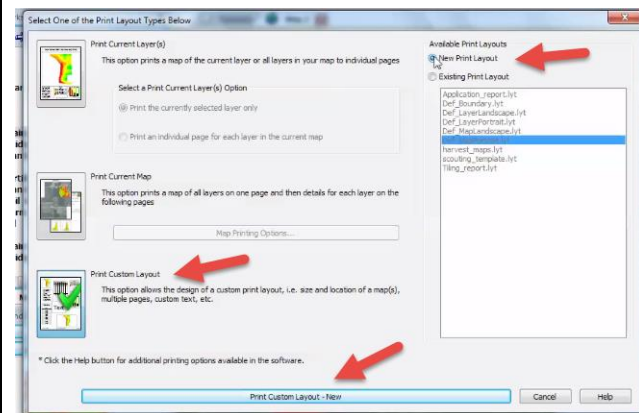 Select One of the Print Layout Types Below
Print Current Layer(s)
This option prints a map of the current layer or all layers in your map to individual pages
Select a Print Current Layer(s) Option
Print the currently selected layer only
Print an individual page for each layer in the current map
Print Current Map
This option prints a map of all layers on one page and then details for each layer on the
following pages
Map Printing Options...
Print Custom Layout
This option allows the design of a custom print layout, i.e. size and location of a map(s),
multiple pages, custom text, etc.
* Click the Help button for additional printing options available in the software.
Available Print Layouts
New Print Layout
Existing Print Layout
Application_report.lyt
Def_Boundary.lyt
Def_LayerLandscape.lyt
Def_LayerPortrait.lyt
Def_MapLandscape.lyt
harvest_maps.lyt
scouting_template.lyt
Tiling_report.lyt
Print Custom Layout - New
Cancel
Help